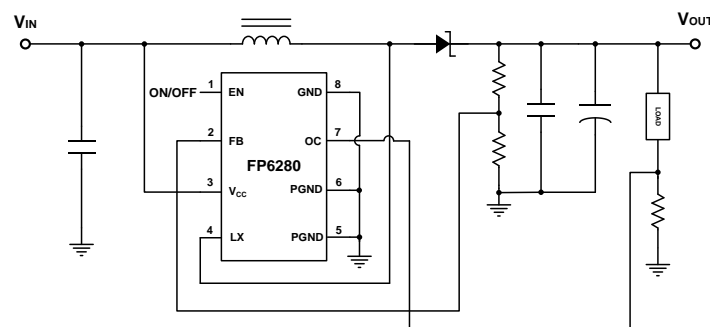 VIN
VOUT
ON/OFF
1
EN
GND
8
2
FB
OC
7
FP6280
3
VCC
PGND
6
4
LX
PGND
5
LOAD